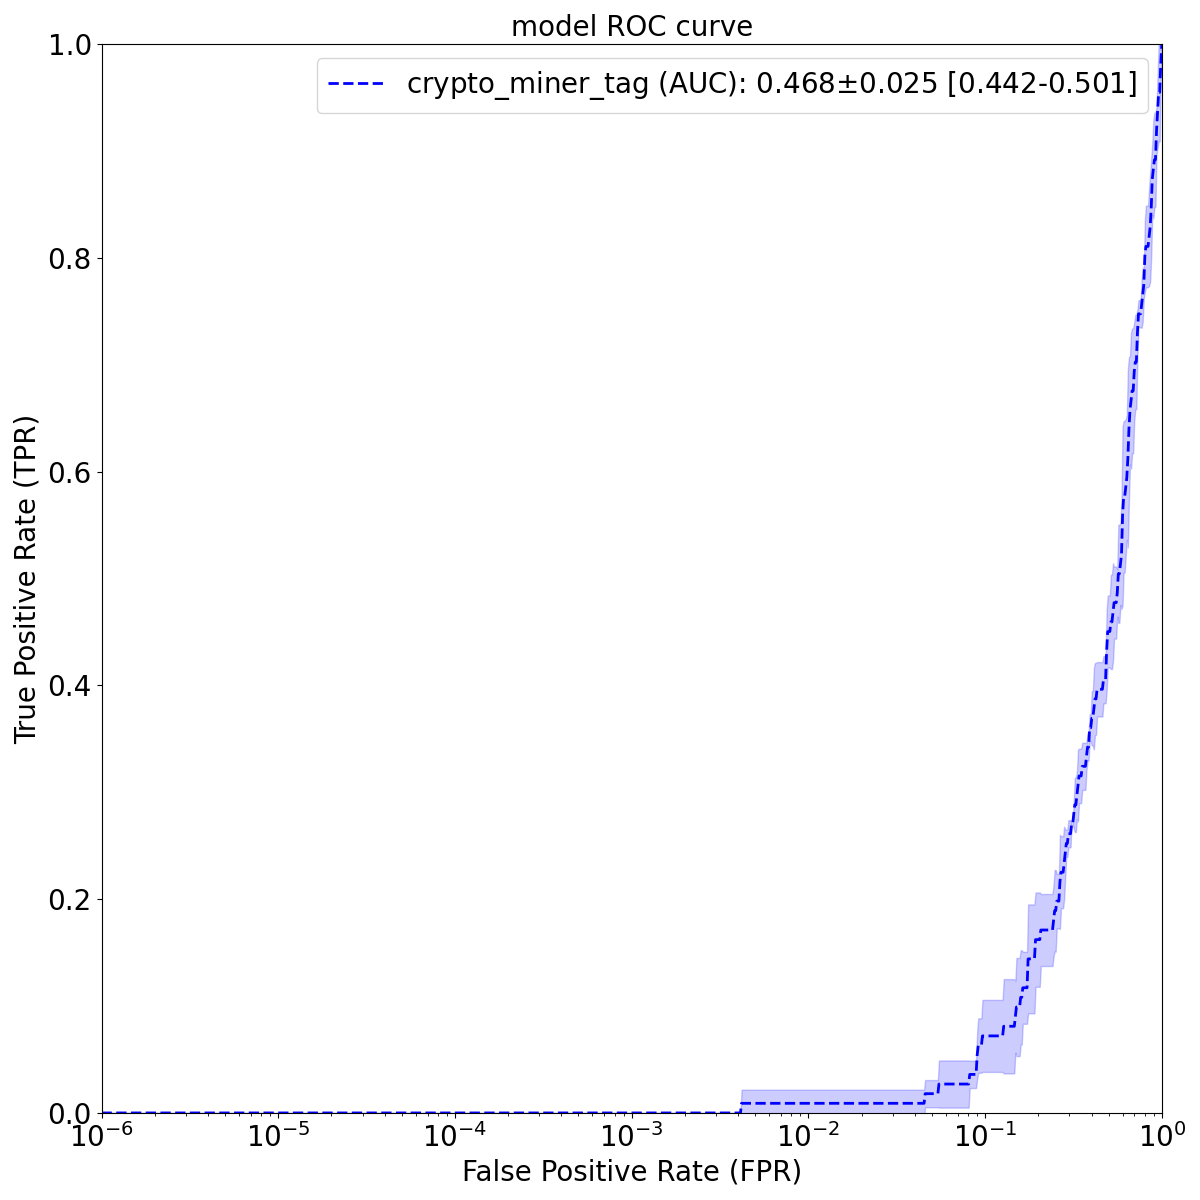 model ROC curve
crypto_miner_tag (AUC): 0.468±0.025 [0.442-0.501]
True Positive Rate (TPR)
1.0
0.8
0.6
0.4
0.2
0.0
10⁻⁶ 10⁻⁵ 10⁻⁴ 10⁻³ 10⁻² 10⁻¹ 10⁰
False Positive Rate (FPR)